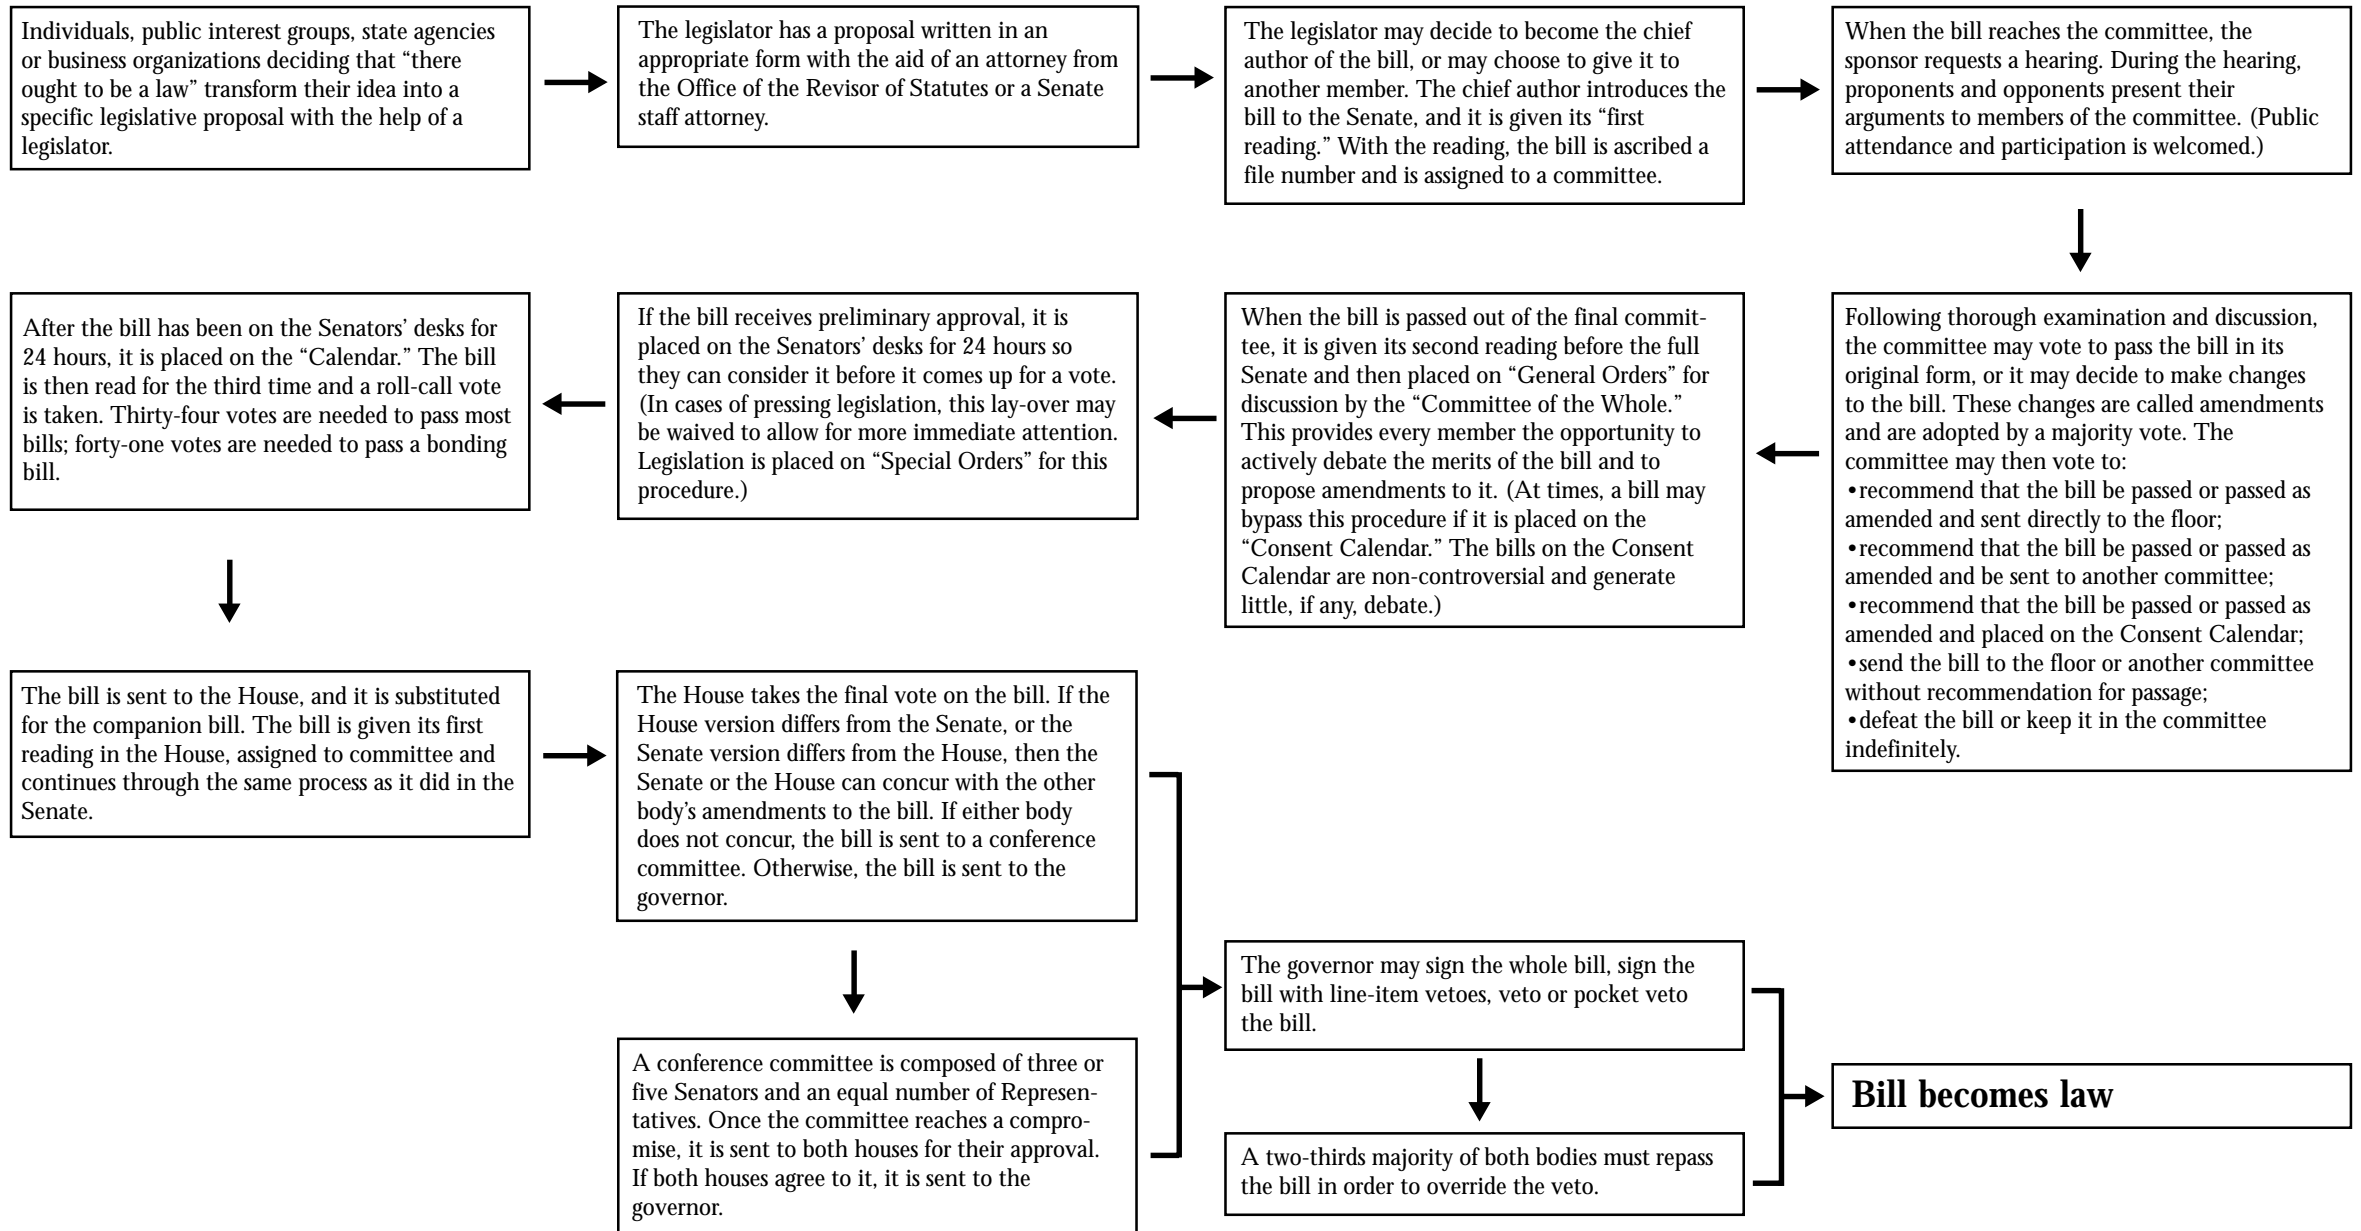 Individuals, public interest groups, state agencies
or business organizations deciding that “there
ought to be a law” transform their idea into a
specific legislative proposal with the help of a
legislator.
The legislator has a proposal written in an
appropriate form with the aid of an attorney from
the Office of the Revisor of Statutes or a Senate
staff attorney.
The legislator may decide to become the chief
author of the bill, or may choose to give it to
another member. The chief author introduces the
bill to the Senate, and it is given its “first
reading.” With the reading, the bill is ascribed a
file number and is assigned to a committee.
When the bill reaches the committee, the
sponsor requests a hearing. During the hearing,
proponents and opponents present their
arguments to members of the committee. (Public
attendance and participation is welcomed.)
Following thorough examination and discussion,
the committee may vote to pass the bill in its
original form, or it may decide to make changes
to the bill. These changes are called amendments
and are adopted by a majority vote. The
committee may then vote to:
•recommend that the bill be passed or passed as
amended and sent directly to the floor;
•recommend that the bill be passed or passed as
amended and be sent to another committee;
•recommend that the bill be passed or passed as
amended and placed on the Consent Calendar;
•send the bill to the floor or another committee
without recommendation for passage;
•defeat the bill or keep it in the committee
indefinitely.
When the bill is passed out of the final commit-
tee, it is given its second reading before the full
Senate and then placed on “General Orders” for
discussion by the “Committee of the Whole.”
This provides every member the opportunity to
actively debate the merits of the bill and to
propose amendments to it. (At times, a bill may
bypass this procedure if it is placed on the
“Consent Calendar.” The bills on the Consent
Calendar are non-controversial and generate
little, if any, debate.)
If the bill receives preliminary approval, it is
placed on the Senators’ desks for 24 hours so
they can consider it before it comes up for a vote.
(In cases of pressing legislation, this lay-over may
be waived to allow for more immediate attention.
Legislation is placed on “Special Orders” for this
procedure.)
After the bill has been on the Senators’ desks for
24 hours, it is placed on the “Calendar.” The bill
is then read for the third time and a roll-call vote
is taken. Thirty-four votes are needed to pass most
bills; forty-one votes are needed to pass a bonding
bill.
The bill is sent to the House, and it is substituted
for the companion bill. The bill is given its first
reading in the House, assigned to committee and
continues through the same process as it did in the
Senate.
The House takes the final vote on the bill. If the
House version differs from the Senate, or the
Senate version differs from the House, then the
Senate or the House can concur with the other
body’s amendments to the bill. If either body
does not concur, the bill is sent to a conference
committee. Otherwise, the bill is sent to the
governor.
A conference committee is composed of three or
five Senators and an equal number of Represen-
tatives. Once the committee reaches a compro-
mise, it is sent to both houses for their approval.
If both houses agree to it, it is sent to the
governor.
The governor may sign the whole bill, sign the
bill with line-item vetoes, veto or pocket veto
the bill.
A two-thirds majority of both bodies must repass
the bill in order to override the veto.
Bill becomes law